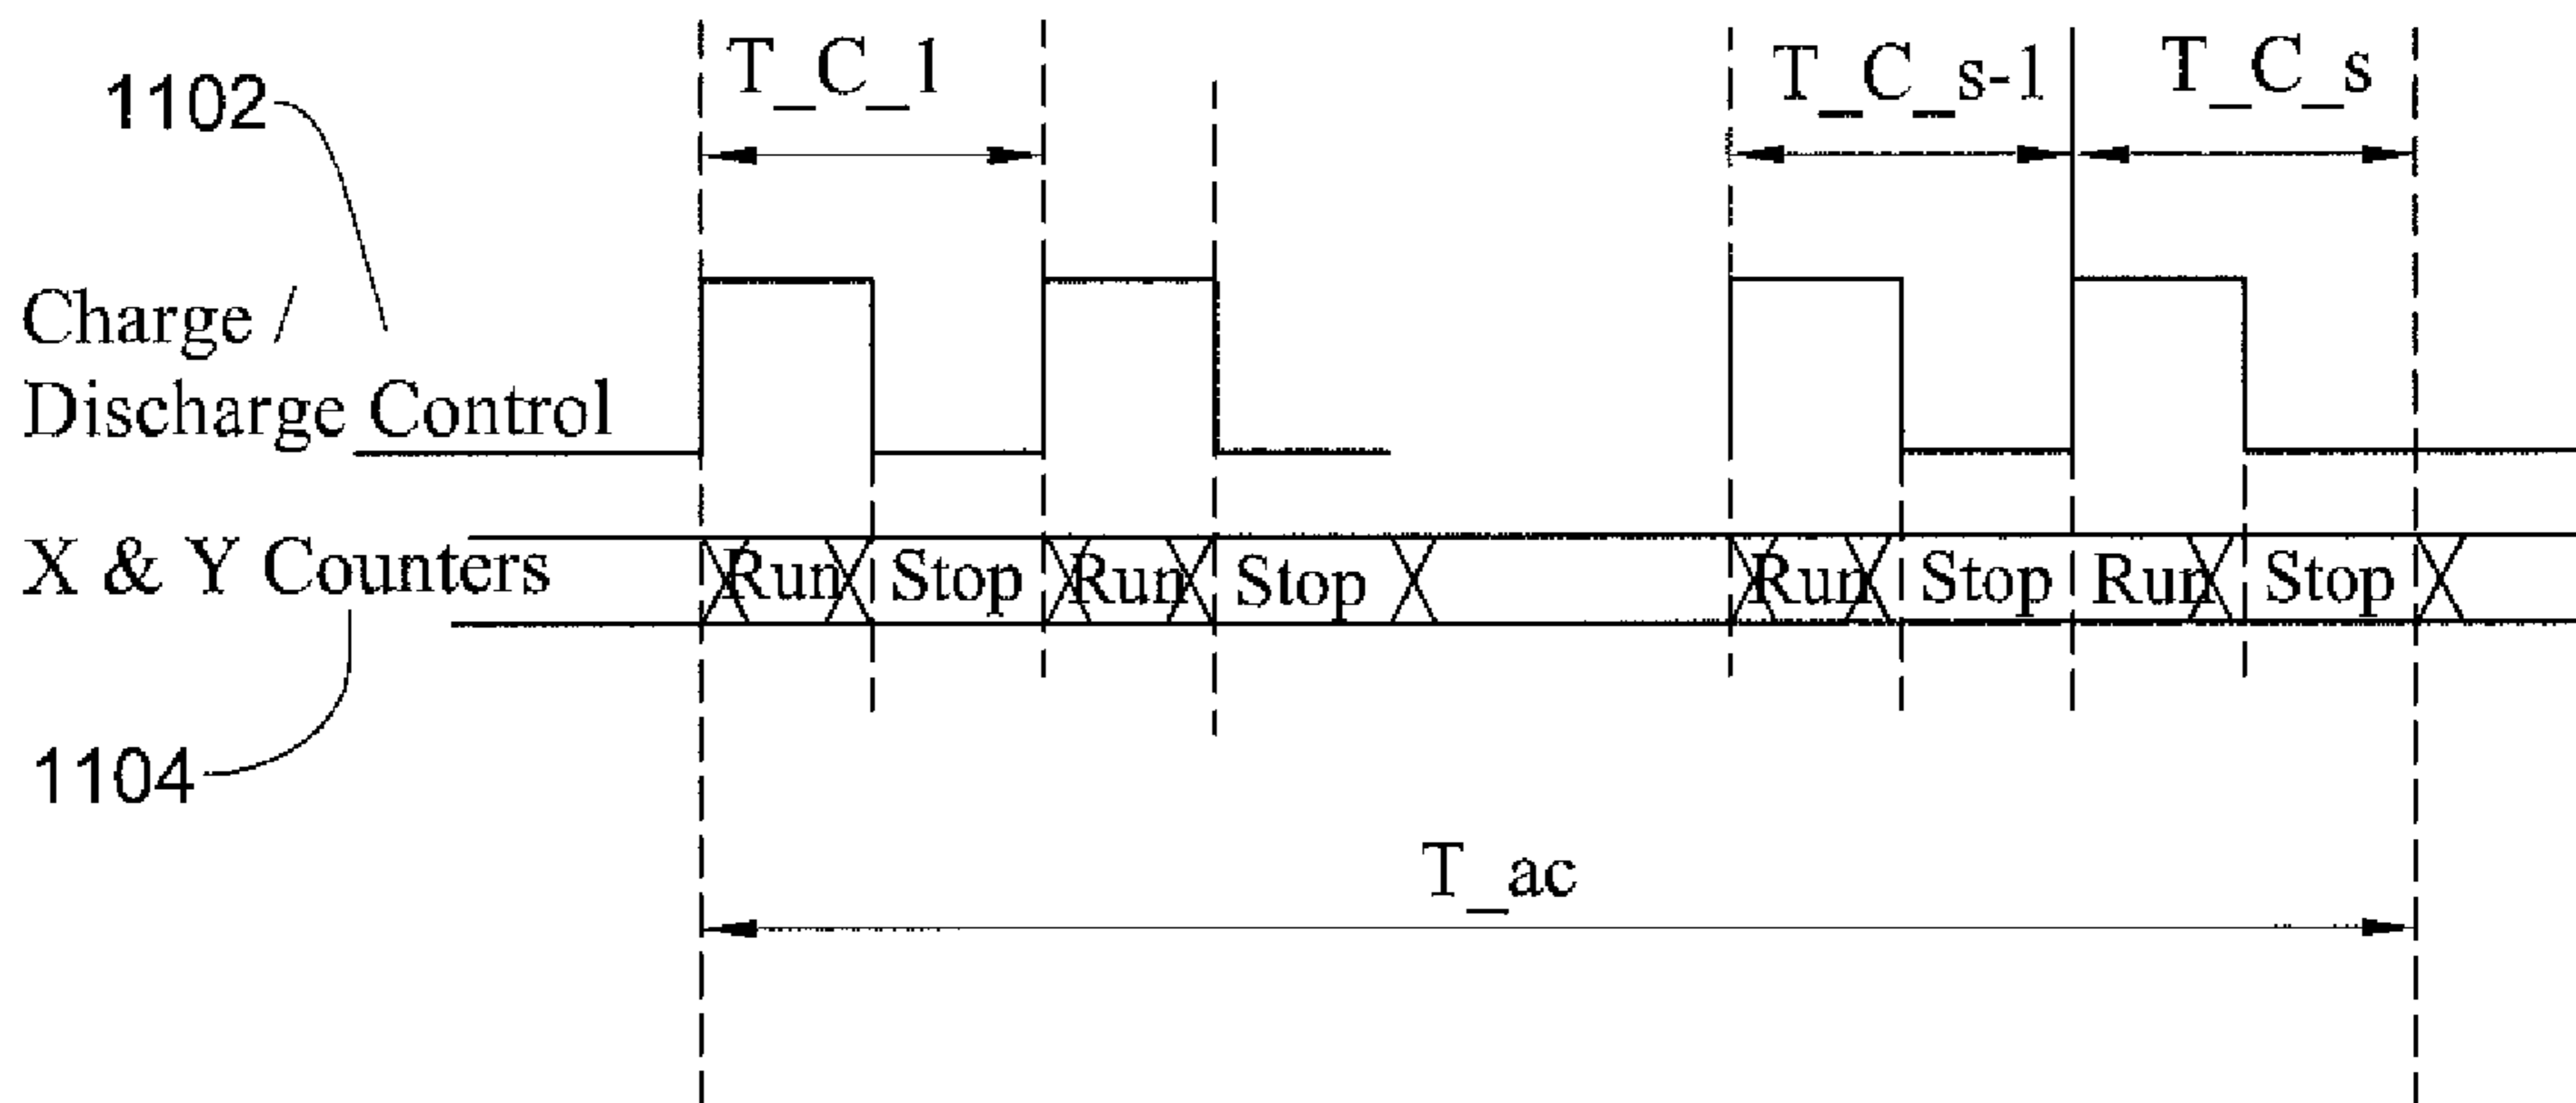 T_C_1
T_C_s-1
T_C_s
1102
Charge /
Discharge Control
X & Y Counters
Run
Stop
Run
Stop
Run
Stop
Run
Stop
1104
T_ac